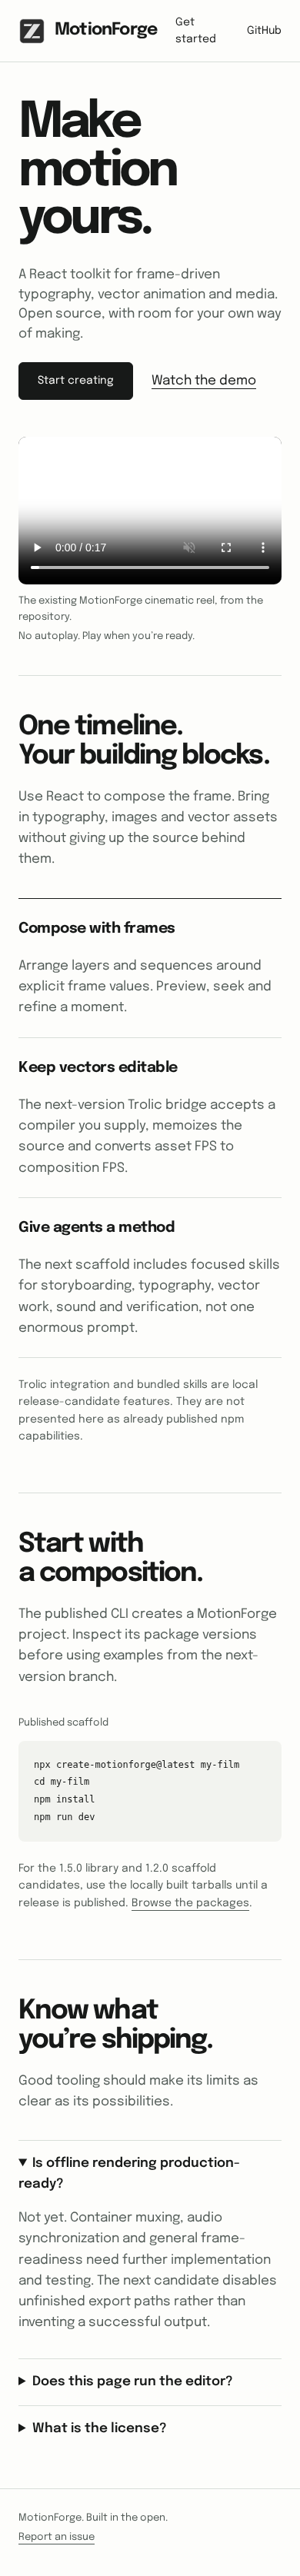 MotionForge
Get
started
GitHub
Make
motion
yours.
A React toolkit for frame-driven
typography, vector animation and media.
Open source, with room for your own way
of making.
Start creating
Watch the demo
0:00 / 0:17
The existing MotionForge cinematic reel, from the
repository.
No autoplay. Play when you’re ready.
One timeline.
Your building blocks.
Use React to compose the frame. Bring
in typography, images and vector assets
without giving up the source behind
them.
Compose with frames
Arrange layers and sequences around
explicit frame values. Preview, seek and
refine a moment.
Keep vectors editable
The next-version Trolic bridge accepts a
compiler you supply, memoizes the
source and converts asset FPS to
composition FPS.
Give agents a method
The next scaffold includes focused skills
for storyboarding, typography, vector
work, sound and verification, not one
enormous prompt.
Trolic integration and bundled skills are local
release-candidate features. They are not
presented here as already published npm
capabilities.
Start with
a composition.
The published CLI creates a MotionForge
project. Inspect its package versions
before using examples from the next-
version branch.
Published scaffold
npx create-motionforge@latest my-film
cd my-film
npm install
npm run dev
For the 1.5.0 library and 1.2.0 scaffold
candidates, use the locally built tarballs until a
release is published. Browse the packages.
Know what
you’re shipping.
Good tooling should make its limits as
clear as its possibilities.
Is offline rendering production-
ready?
Not yet. Container muxing, audio
synchronization and general frame-
readiness need further implementation
and testing. The next candidate disables
unfinished export paths rather than
inventing a successful output.
Does this page run the editor?
What is the license?
MotionForge. Built in the open.
Report an issue